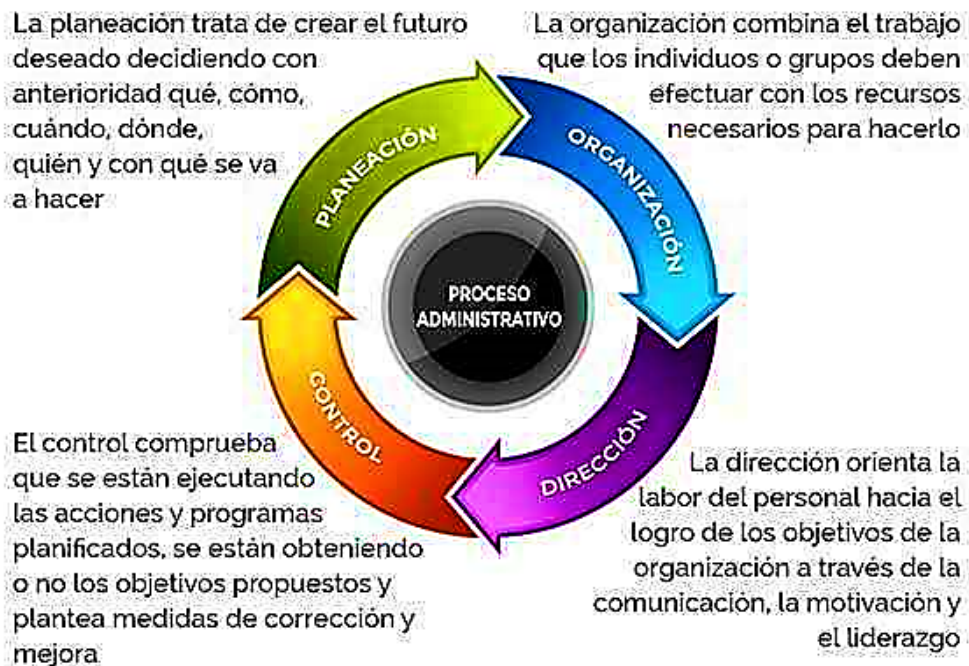 La planeación trata de crear el futuro
deseado decidiendo con
anterioridad qué, cómo,
cuándo, dónde,
quién y con qué se va
a hacer
La organización combina el trabajo
que los individuos o grupos deben
efectuar con los recursos
necesarios para hacerlo
PLANEACIÓN
ORGANIZACIÓN
PROCESO
ADMINISTRATIVO
CONTROL
DIRECCIÓN
El control comprueba
que se están ejecutando
las acciones y programas
planificados, se están obteniendo
o no los objetivos propuestos y
plantea medidas de corrección y
mejora
La dirección orienta la
labor del personal hacia el
logro de los objetivos de la
organización a través de la
comunicación, la motivación y
el liderazgo